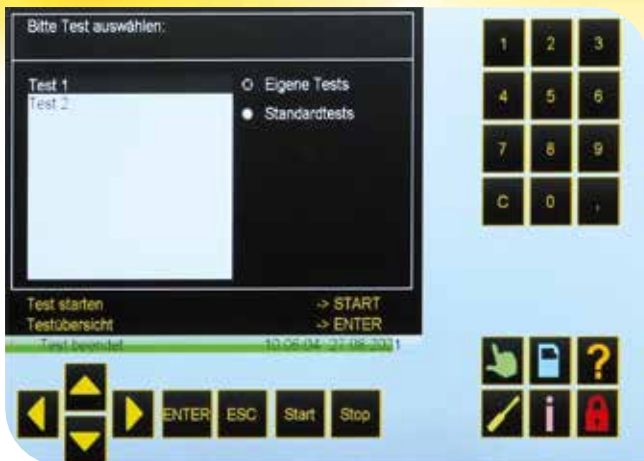 Bitte Test auswählen:
Test 1
Test 2
Eigene Tests
Standardtests
Test starten -> START
Testübersicht -> ENTER
Test beendet 10:06:04 27.08.2021
1 2 3
4 5 6
7 8 9
C 0 ,
ENTER ESC Start Stop
? 
i